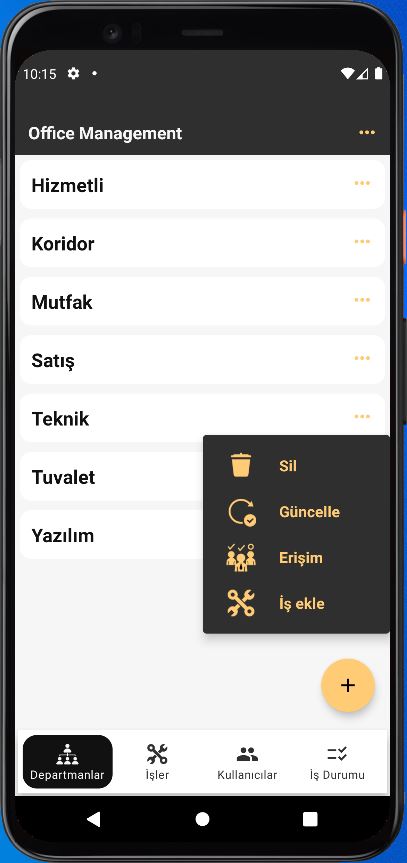 10:15
Office Management
Hizmetli
Koridor
Mutfak
Satış
Teknik
Tuvalet
Yazılım
Sil
Güncelle
Erişim
İş ekle
Departmanlar
İşler
Kullanıcılar
İş Durumu